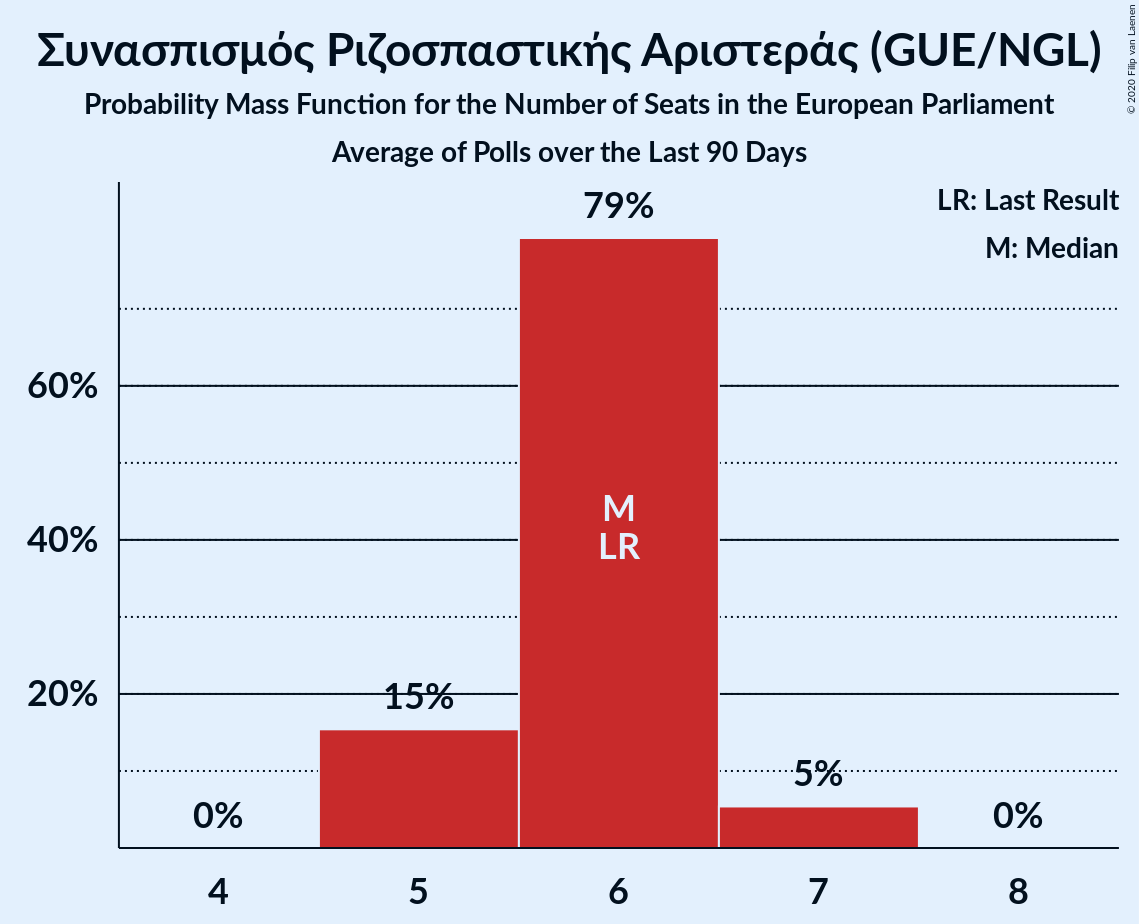 Συνασπισμός Ριζοσπαστικής Αριστεράς (GUE/NGL)
Probability Mass Function for the Number of Seats in the European Parliament
Average of Polls over the Last 90 Days
© 2020 Filip van Laenen
LR: Last Result
M: Median
79%
60%
M
40%
LR
20%
15%
5%
0%
0%
4 5 6 7 8